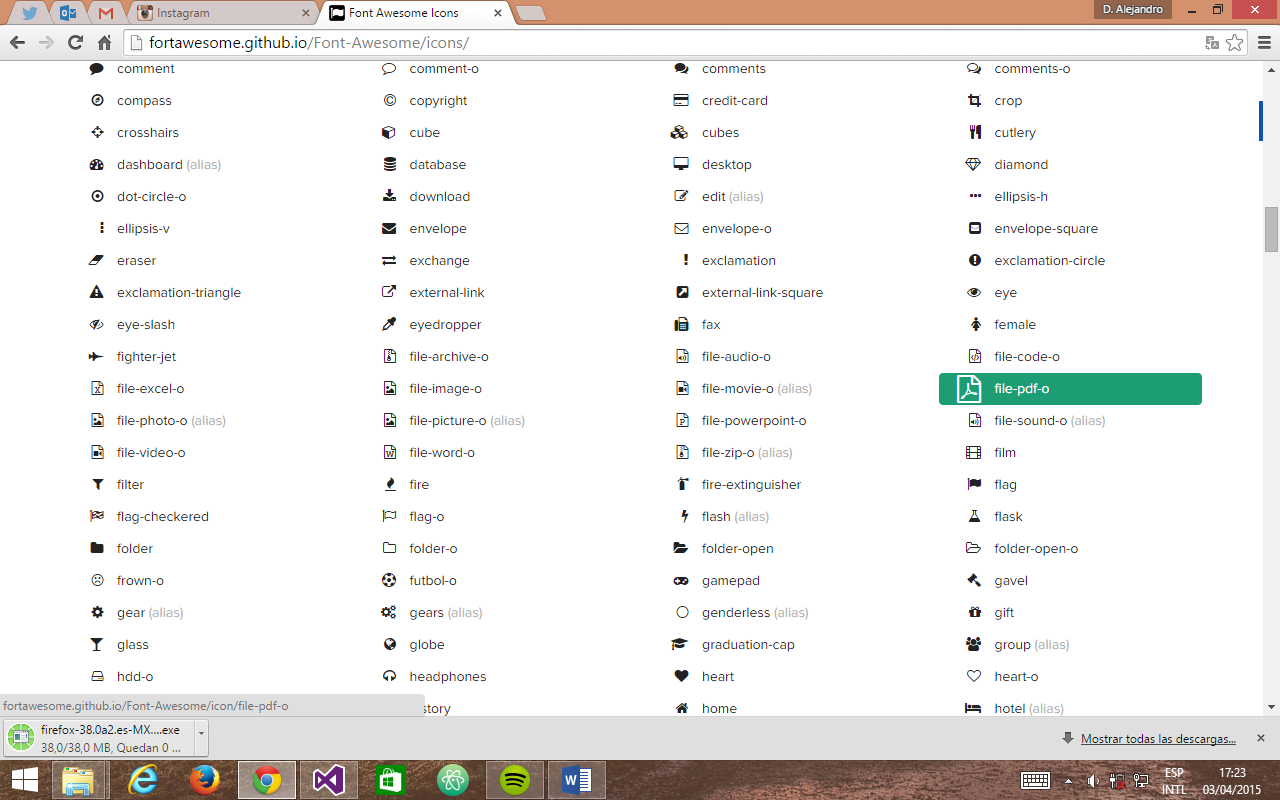 Instagram
Font Awesome Icons
D. Alejandro
fortawesome.github.io/Font-Awesome/icons/
comment comment-o comments comments-o
compass copyright credit-card crop
crosshairs cube cubes cutlery
dashboard (alias) database desktop diamond
dot-circle-o download edit (alias) ellipsis-h
ellipsis-v envelope envelope-o envelope-square
eraser exchange exclamation exclamation-circle
exclamation-triangle external-link external-link-square eye
eye-slash eyedropper fax female
fighter-jet file-archive-o file-audio-o file-code-o
file-excel-o file-image-o file-movie-o (alias) file-pdf-o
file-photo-o (alias) file-picture-o (alias) file-powerpoint-o file-sound-o (alias)
file-video-o file-word-o file-zip-o (alias) film
filter fire fire-extinguisher flag
flag-checkered flag-o flash (alias) flask
folder folder-o folder-open folder-open-o
frown-o futbol-o gamepad gavel
gear (alias) gears (alias) genderless (alias) gift
glass globe graduation-cap group (alias)
hdd-o headphones heart heart-o
story home hotel (alias)
fortawesome.github.io/Font-Awesome/icon/file-pdf-o
firefox-38.0a2.es-MX....exe
38,0/38,0 MB, Quedan 0 ...
Mostrar todas las descargas...
ESP
INTL
17:23
03/04/2015